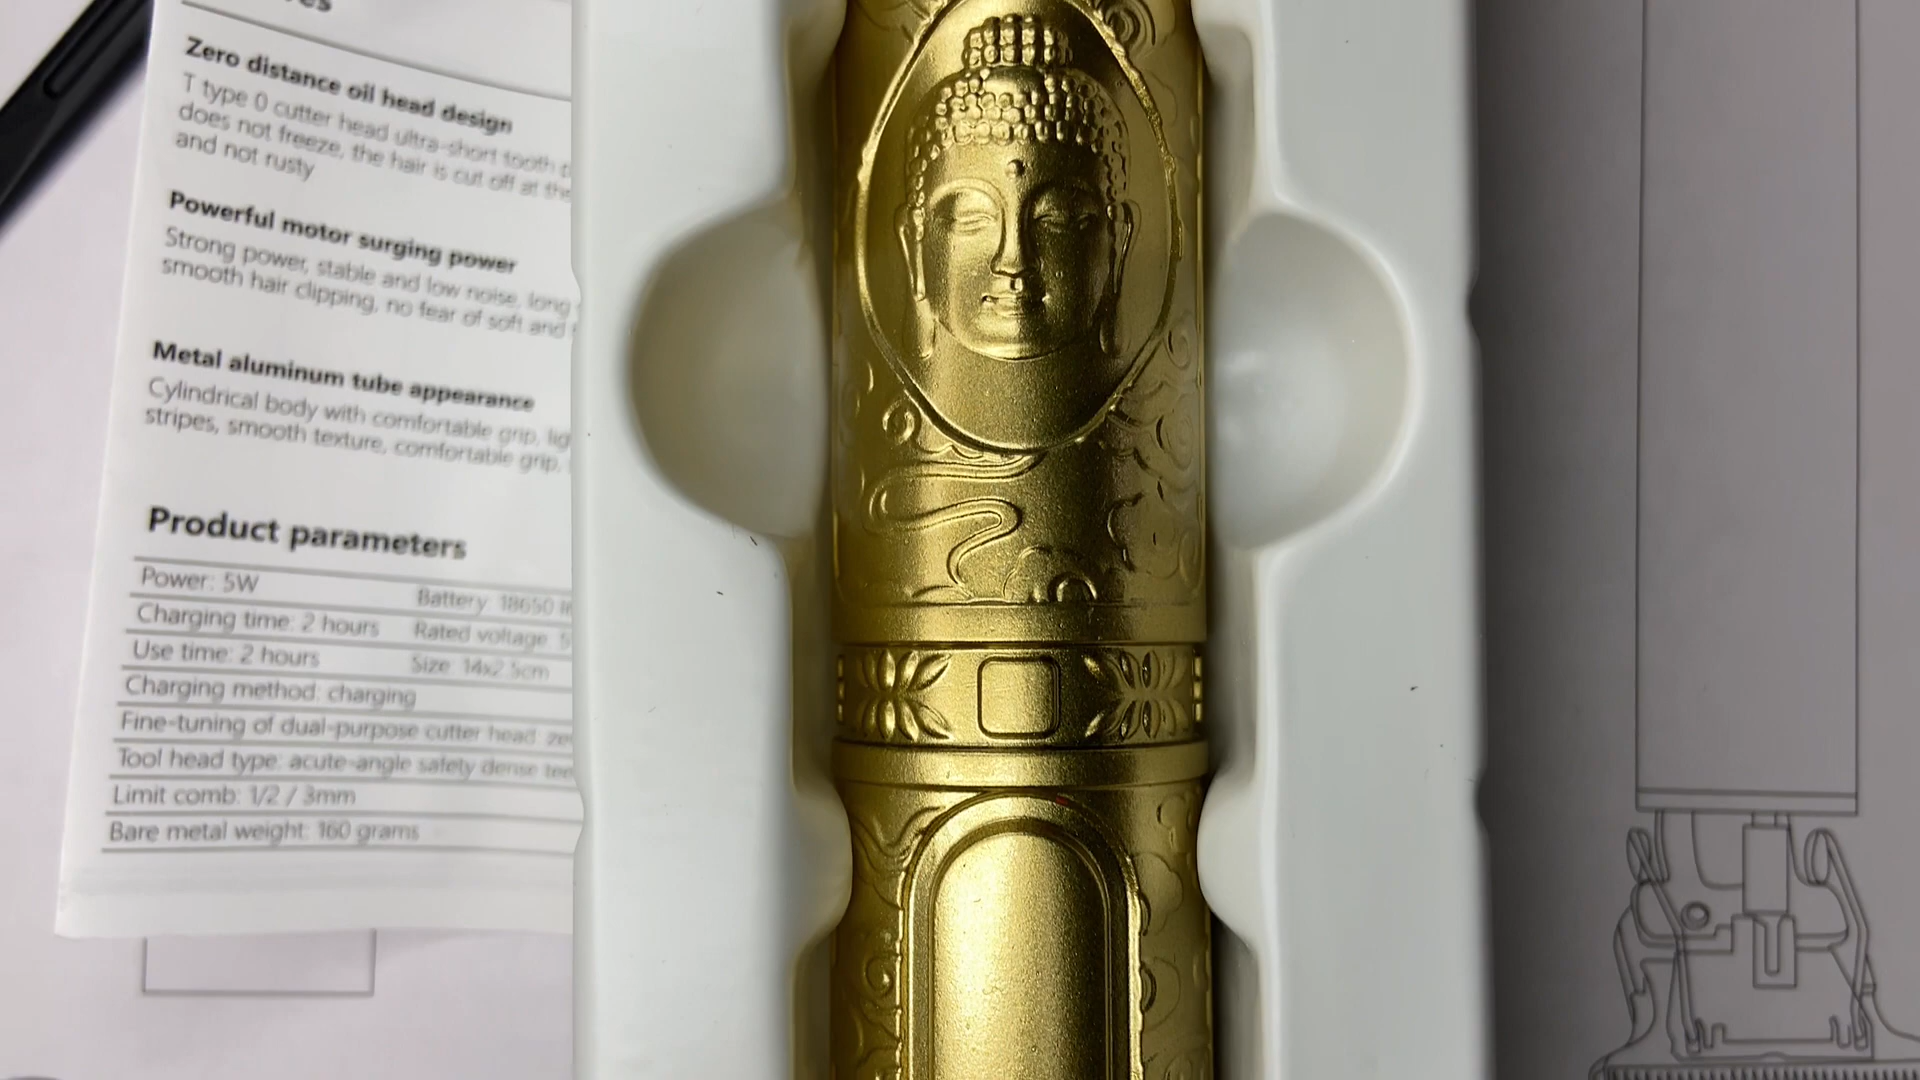 Zero distance oil head design
T type 0 cutter head ultra-short tooth
does not freeze, the hair is cut off at the
and not rusty
Powerful motor surging power
Strong power, stable and low noise, long
smooth hair clipping, no fear of soft and
Metal aluminum tube appearance
Cylindrical body with comfortable grip,
stripes, smooth texture, comfortable grip,
Product parameters
Power: 5W Battery: 18650
Charging time: 2 hours Rated voltage:
Use time: 2 hours Size: 14x2.5cm
Charging method: charging
Fine-tuning of dual-purpose cutter head:
Tool head type: acute-angle safety dense
Limit comb: 1/2 / 3mm
Bare metal weight: 160 grams